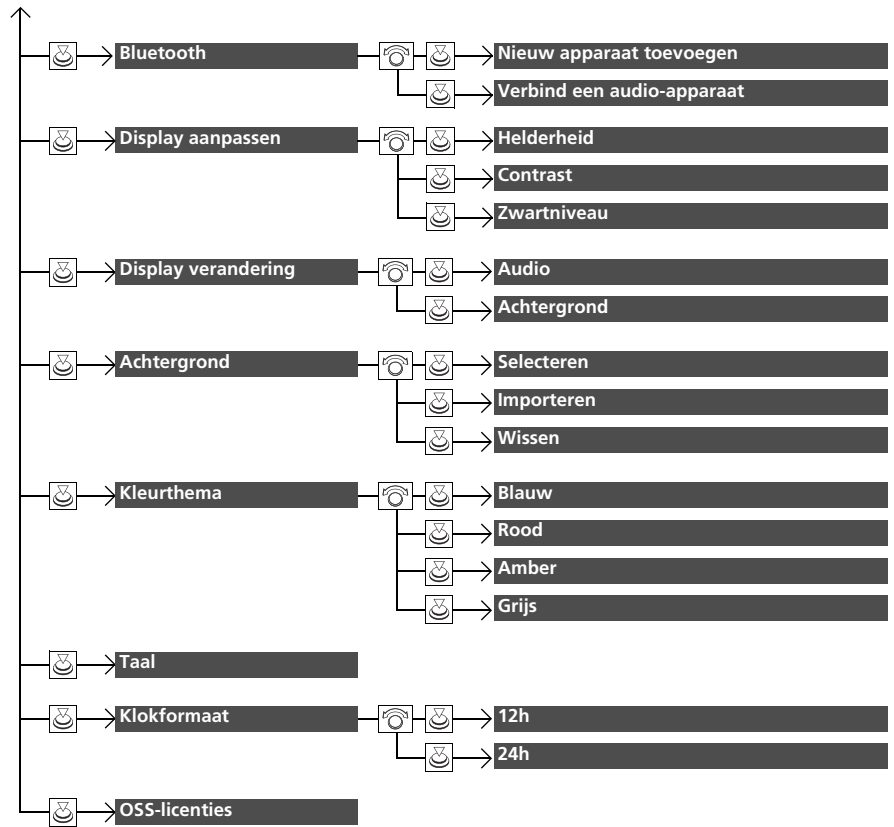 Bluetooth
Nieuw apparaat toevoegen
Verbind een audio-apparaat
Display aanpassen
Helderheid
Contrast
Zwartniveau
Display verandering
Audio
Achtergrond
Achtergrond
Selecteren
Importeren
Wissen
Kleurthema
Blauw
Rood
Amber
Grijs
Taal
Klokformaat
12h
24h
OSS-licenties